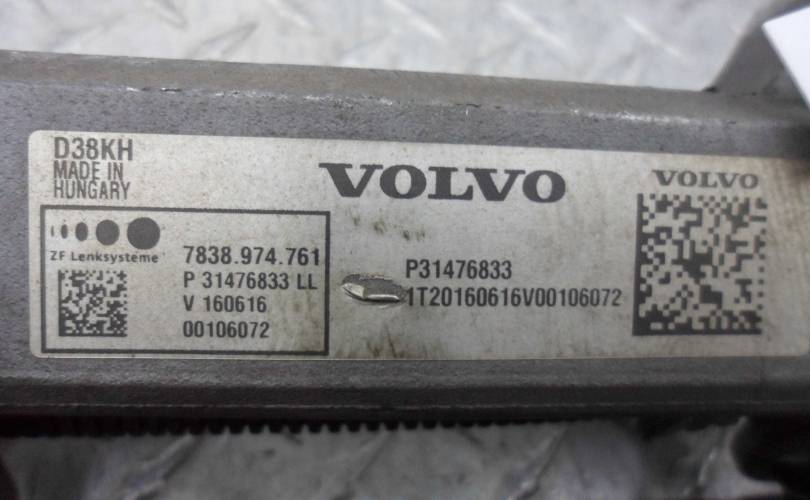 D38KH
MADE IN
HUNGARY
ZF Lenksysteme
7838.974.761
P 31476833 LL
V 160616
00106072
VOLVO
P31476833
1T20160616V00106072
VOLVO